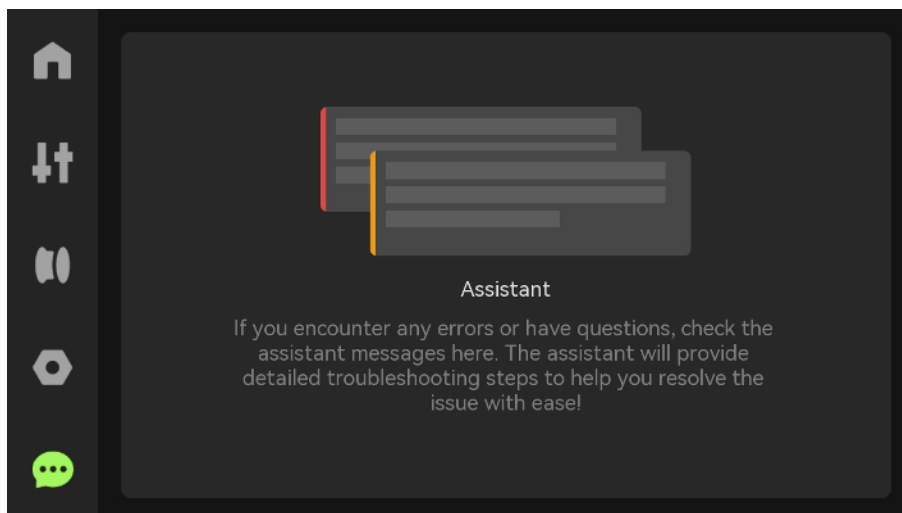 Assistant
If you encounter any errors or have questions, check the
assistant messages here. The assistant will provide
detailed troubleshooting steps to help you resolve the
issue with ease!